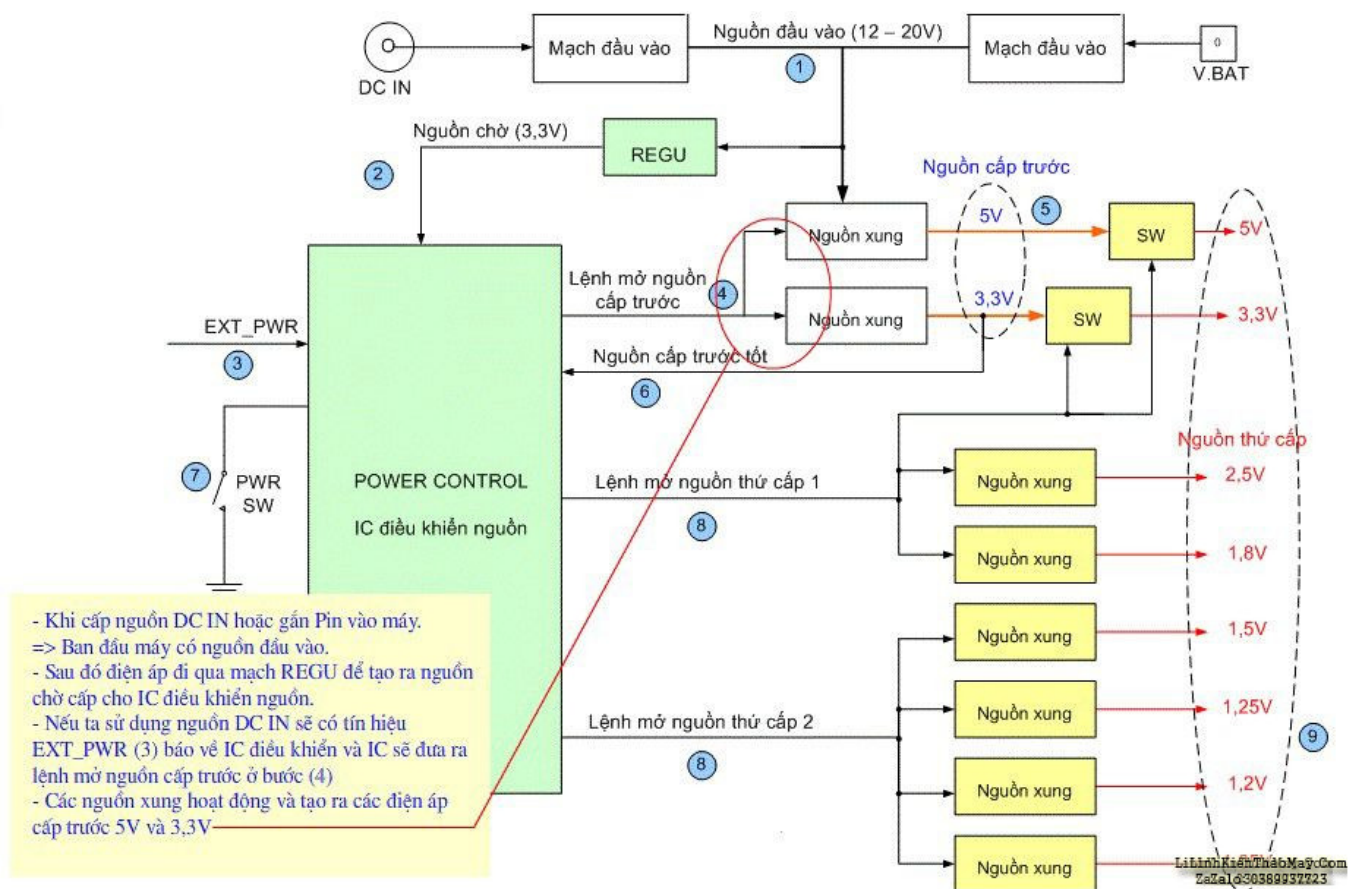 Nguồn đầu vào (12 – 20V)
Mạch đầu vào
Mạch đầu vào
0
DC IN
V.BAT
1
Nguồn chờ (3,3V)
REGU
2
Nguồn cấp trước
5V
5
Nguồn xung
SW
5V
Lệnh mở nguồn
cấp trước
4
3,3V
Nguồn xung
SW
3,3V
EXT_PWR
3
Nguồn cấp trước tốt
6
Nguồn thứ cấp
7
PWR
SW
POWER CONTROL
IC điều khiển nguồn
Lệnh mở nguồn thứ cấp 1
8
Nguồn xung
2,5V
Nguồn xung
1,8V
Nguồn xung
1,5V
Lệnh mở nguồn thứ cấp 2
8
Nguồn xung
1,25V
9
Nguồn xung
1,2V
Nguồn xung
- Khi cấp nguồn DC IN hoặc gắn Pin vào máy.
=> Ban đầu máy có nguồn đầu vào.
- Sau đó điện áp đi qua mạch REGU để tạo ra nguồn
chờ cấp cho IC điều khiển nguồn.
- Nếu ta sử dụng nguồn DC IN sẽ có tín hiệu
EXT_PWR (3) báo về IC điều khiển và IC sẽ đưa ra
lệnh mở nguồn cấp trước ở bước (4)
- Các nguồn xung hoạt động và tạo ra các điện áp
cấp trước 5V và 3,3V
LiLinhKiệnTháoMáy.Com